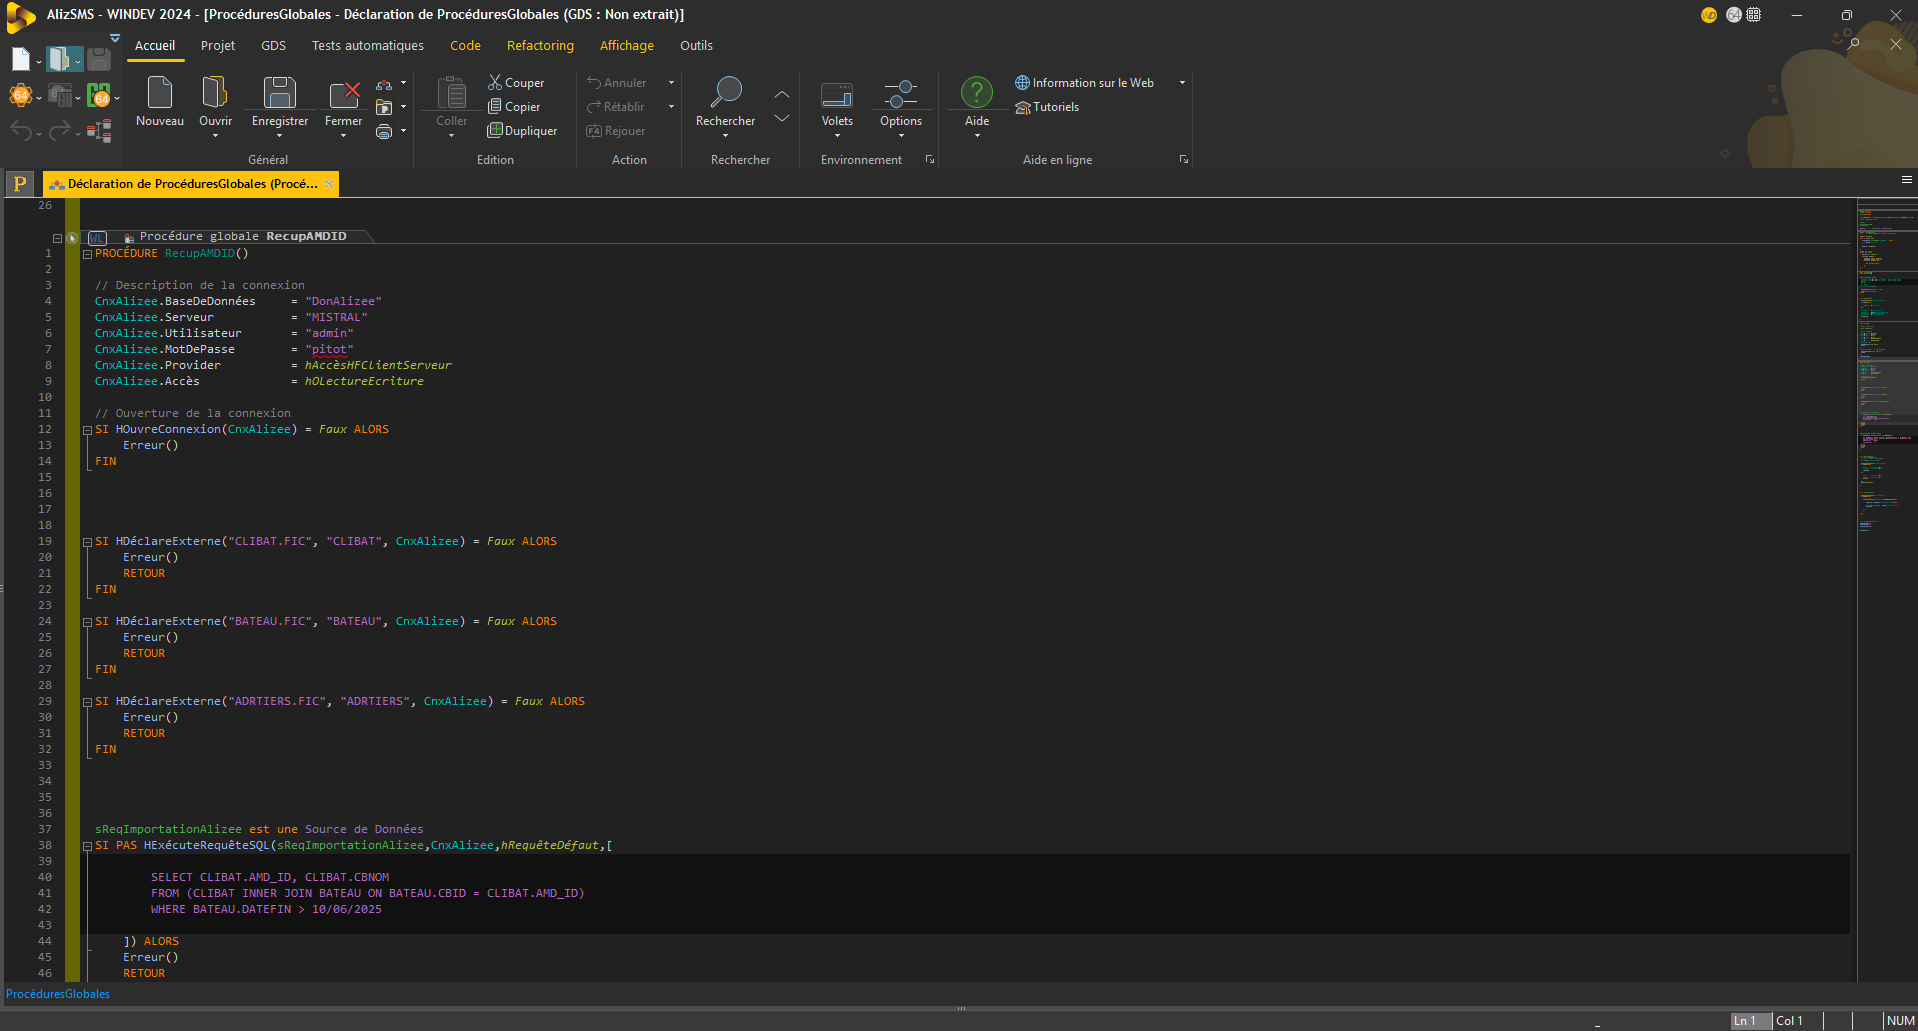 AlizSMS - WINDEV 2024 - [ProcéduresGlobales - Déclaration de ProcéduresGlobales (GDS : Non extrait)]
WD 64
Accueil Projet GDS Tests automatiques Code Refactoring Affichage Outils
64 64
Nouveau Ouvrir Enregistrer Fermer
Général
Coller Couper
Copier
Dupliquer
Edition
Annuler
Rétablir
F4 Rejouer
Action
Rechercher
Rechercher
Volets Options
Environnement
Aide
Information sur le Web
Tutoriels
Aide en ligne
P Déclaration de ProcéduresGlobales (Procé...
26
WL Procédure globale RecupAMDID
1 PROCÉDURE RecupAMDID()
2
3 // Description de la connexion
4 CnxAlizee.BaseDeDonnées = "DonAlizee"
5 CnxAlizee.Serveur = "MISTRAL"
6 CnxAlizee.Utilisateur = "admin"
7 CnxAlizee.MotDePasse = "pitot"
8 CnxAlizee.Provider = hAccèsHFClientServeur
9 CnxAlizee.Accès = hOLectureEcriture
10
11 // Ouverture de la connexion
12 SI HOuvreConnexion(CnxAlizee) = Faux ALORS
13 Erreur()
14 FIN
15
16
17
18
19 SI HDéclareExterne("CLIBAT.FIC", "CLIBAT", CnxAlizee) = Faux ALORS
20 Erreur()
21 RETOUR
22 FIN
23
24 SI HDéclareExterne("BATEAU.FIC", "BATEAU", CnxAlizee) = Faux ALORS
25 Erreur()
26 RETOUR
27 FIN
28
29 SI HDéclareExterne("ADRTIERS.FIC", "ADRTIERS", CnxAlizee) = Faux ALORS
30 Erreur()
31 RETOUR
32 FIN
33
34
35
36
37 sReqImportationAlizee est une Source de Données
38 SI PAS HExécuteRequêteSQL(sReqImportationAlizee,CnxAlizee,hRequêteDéfaut,[
39
40 SELECT CLIBAT.AMD_ID, CLIBAT.CBNOM
41 FROM (CLIBAT INNER JOIN BATEAU ON BATEAU.CBID = CLIBAT.AMD_ID)
42 WHERE BATEAU.DATEFIN > 10/06/2025
43
44 ]) ALORS
45 Erreur()
46 RETOUR
ProcéduresGlobales
Ln 1 Col 1 NUM